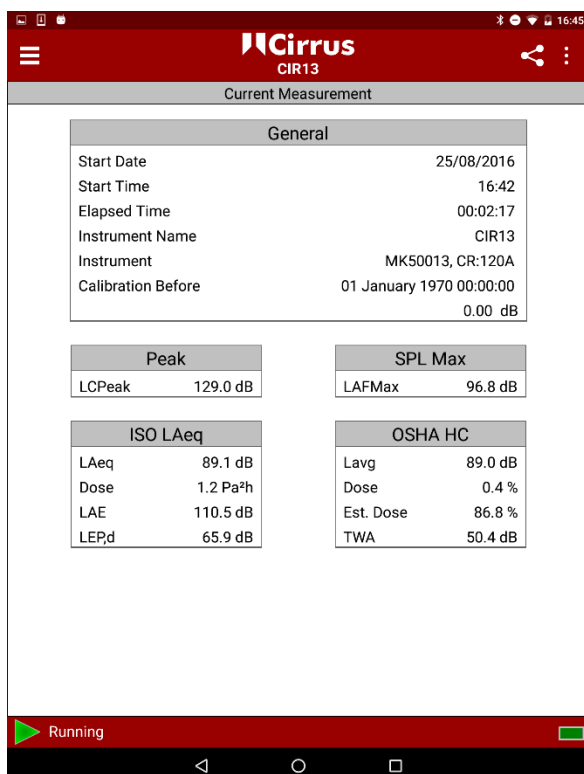 16:45
Cirrus
CIR13
Current Measurement
General
Start Date 25/08/2016
Start Time 16:42
Elapsed Time 00:02:17
Instrument Name CIR13
Instrument MK50013, CR:120A
Calibration Before 01 January 1970 00:00:00
0.00 dB
Peak
LCPeak 129.0 dB
SPL Max
LAFMax 96.8 dB
ISO LAeq
LAeq 89.1 dB
Dose 1.2 Pa²h
LAE 110.5 dB
LEP,d 65.9 dB
OSHA HC
Lavg 89.0 dB
Dose 0.4 %
Est. Dose 86.8 %
TWA 50.4 dB
Running